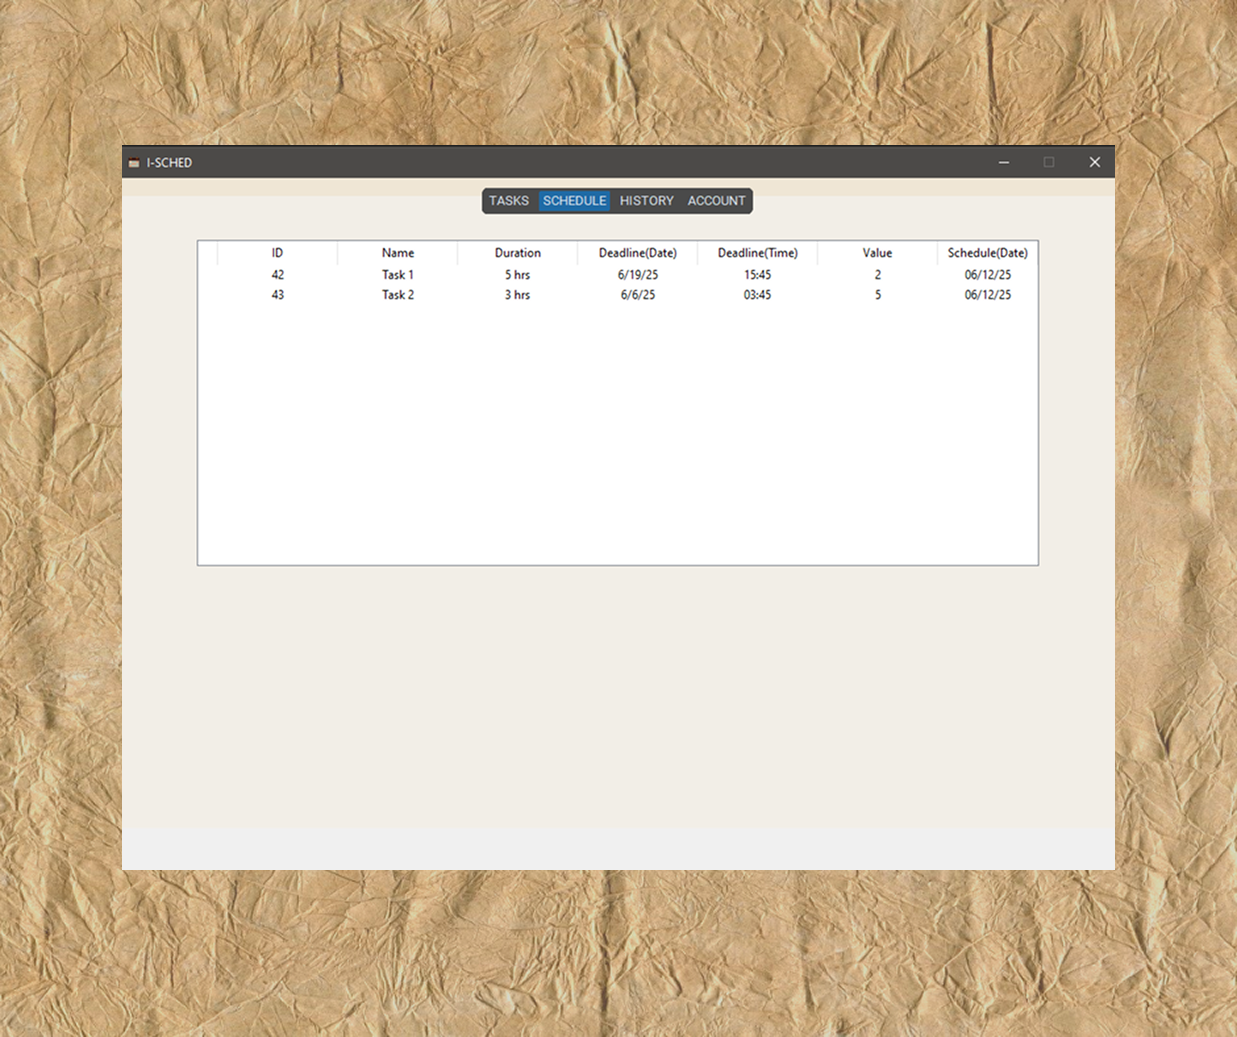 I-SCHED
TASKS SCHEDULE HISTORY ACCOUNT
ID Name Duration Deadline(Date) Deadline(Time) Value Schedule(Date)
42 Task 1 5 hrs 6/19/25 15:45 2 06/12/25
43 Task 2 3 hrs 6/6/25 03:45 5 06/12/25